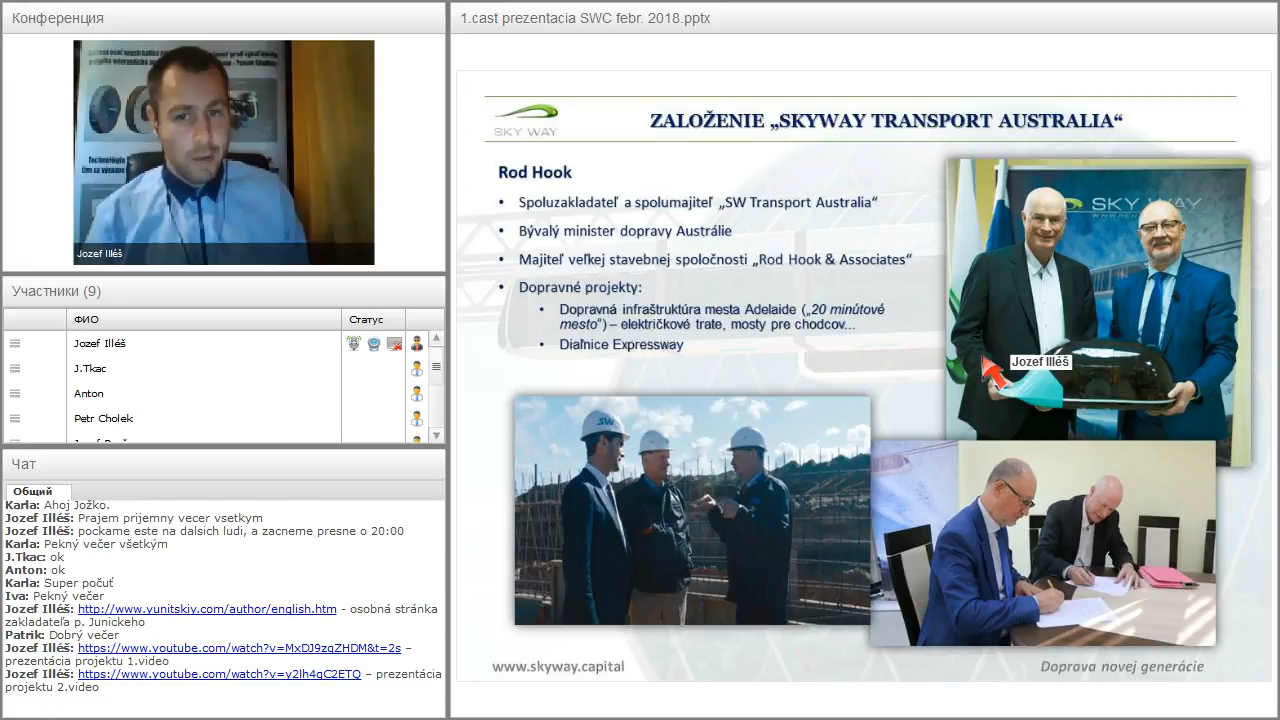 Конференция
Jozef Illéš
Участники (9)
ФИО
Статус
Jozef Illéš
J.Tkac
Anton
Petr Cholek
Чат
Общий
Karla: Ahoj Jožko.
Jozef Illéš: Prajem prijemny vecer vsetkym
Jozef Illéš: pockame este na dalsich ludi, a zacneme presne o 20:00
Karla: Pekný večer všetkým
J.Tkac: ok
Anton: ok
Karla: Super počuť
Iva: Pekný večer
Jozef Illéš: http://www.yunitskiy.com/author/english.htm - osobná stránka
zakladateľa p. Junického
Patrik: Dobrý večer
Jozef Illéš: https://www.youtube.com/watch?v=MxDJ9zqZHDM&t=2s –
prezentácia projektu 1.video
Jozef Illéš: https://www.youtube.com/watch?v=y2lh4qC2ETQ – prezentácia
projektu 2.video
1.cast prezentacia SWC febr. 2018.pptx
SKY WAY
ZALOŽENIE „SKYWAY TRANSPORT AUSTRALIA“
Rod Hook
• Spoluzakladateľ a spolumajiteľ „SW Transport Australia“
• Bývalý minister dopravy Austrálie
• Majiteľ veľkej stavebnej spoločnosti „Rod Hook & Associates“
• Dopravné projekty:
• Dopravná infraštruktúra mesta Adelaide („20 minútové
mesto“) – električkové trate, mosty pre chodcov...
• Diaľnice Expressway
SKY WAY
Jozef Illéš
SW
www.skyway.capital
Doprava novej generácie